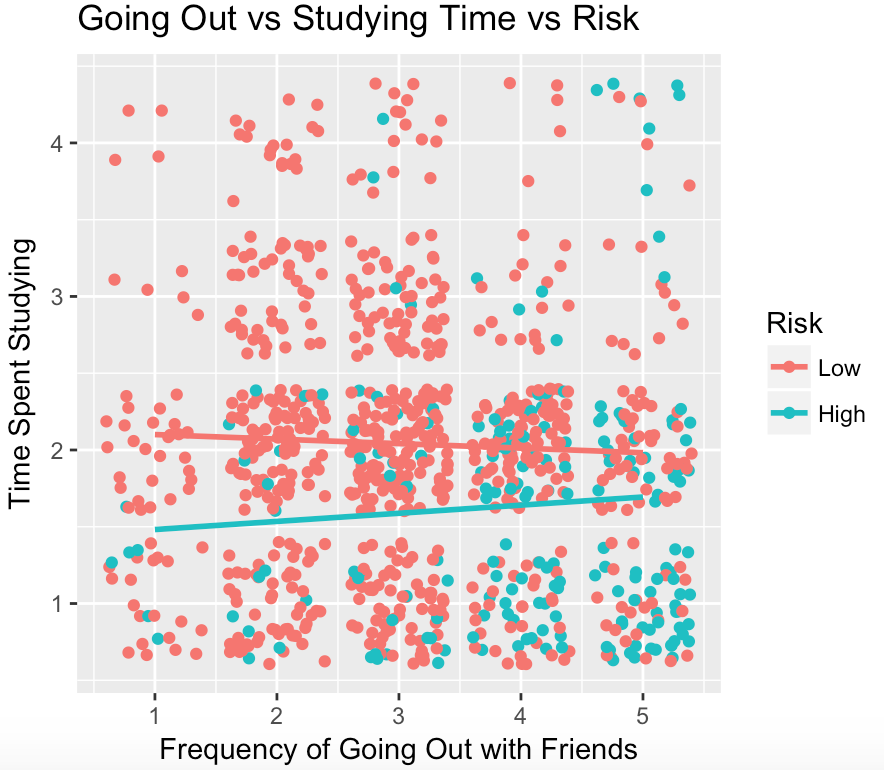 Going Out vs Studying Time vs Risk
Time Spent Studying
4
3
2
1
1 2 3 4 5
Frequency of Going Out with Friends
Risk
Low
High